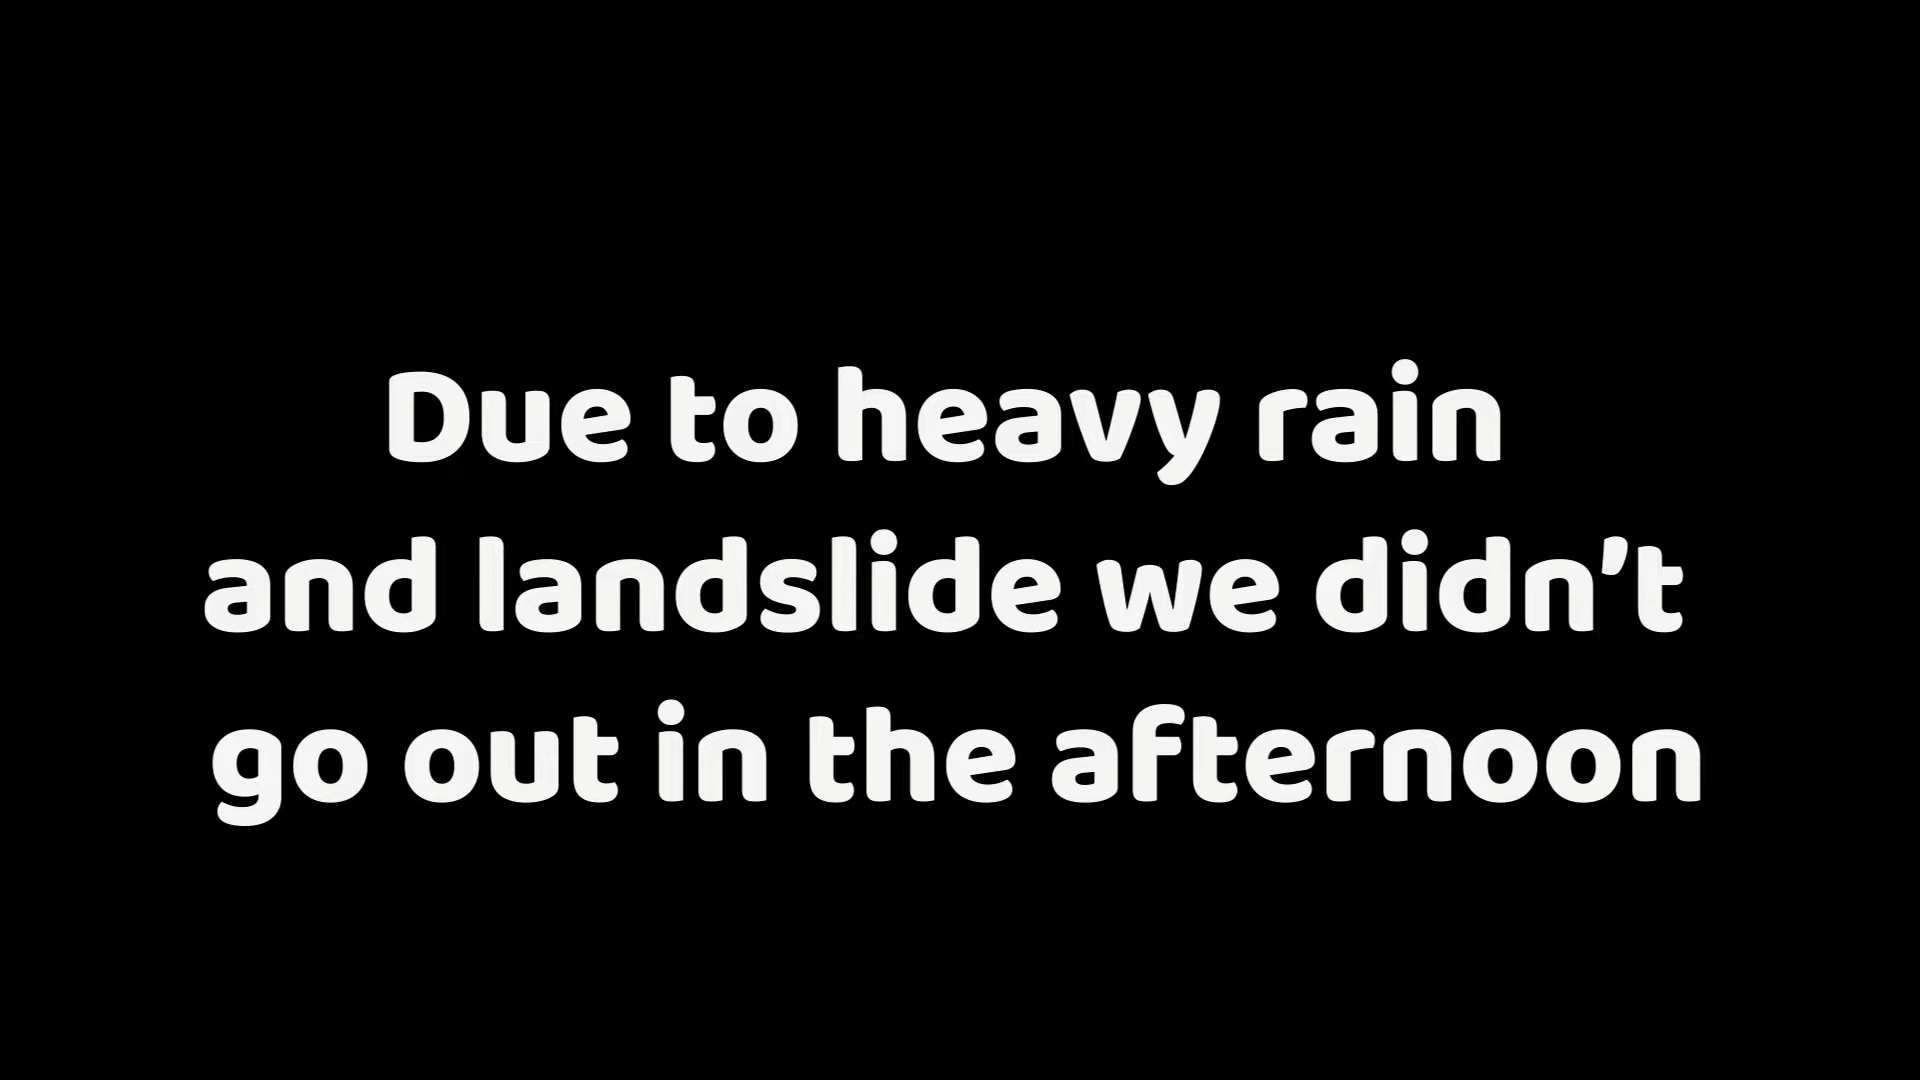 Due to heavy rain
and landslide we didn’t
go out in the afternoon